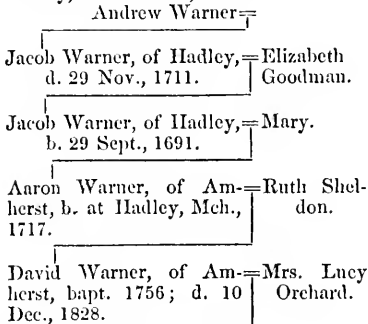 Andrew Warner=
Jacob Warner, of Hadley,=Elizabeth
d. 29 Nov., 1711. Goodman.
Jacob Warner, of Hadley,=Mary.
b. 29 Sept., 1691.
Aaron Warner, of Am-=Ruth Shel-
herst, b. at Hadley, Mch., don.
1717.
David Warner, of Am-=Mrs. Lucy
herst, bapt. 1756; d. 10 Orchard.
Dec., 1828.